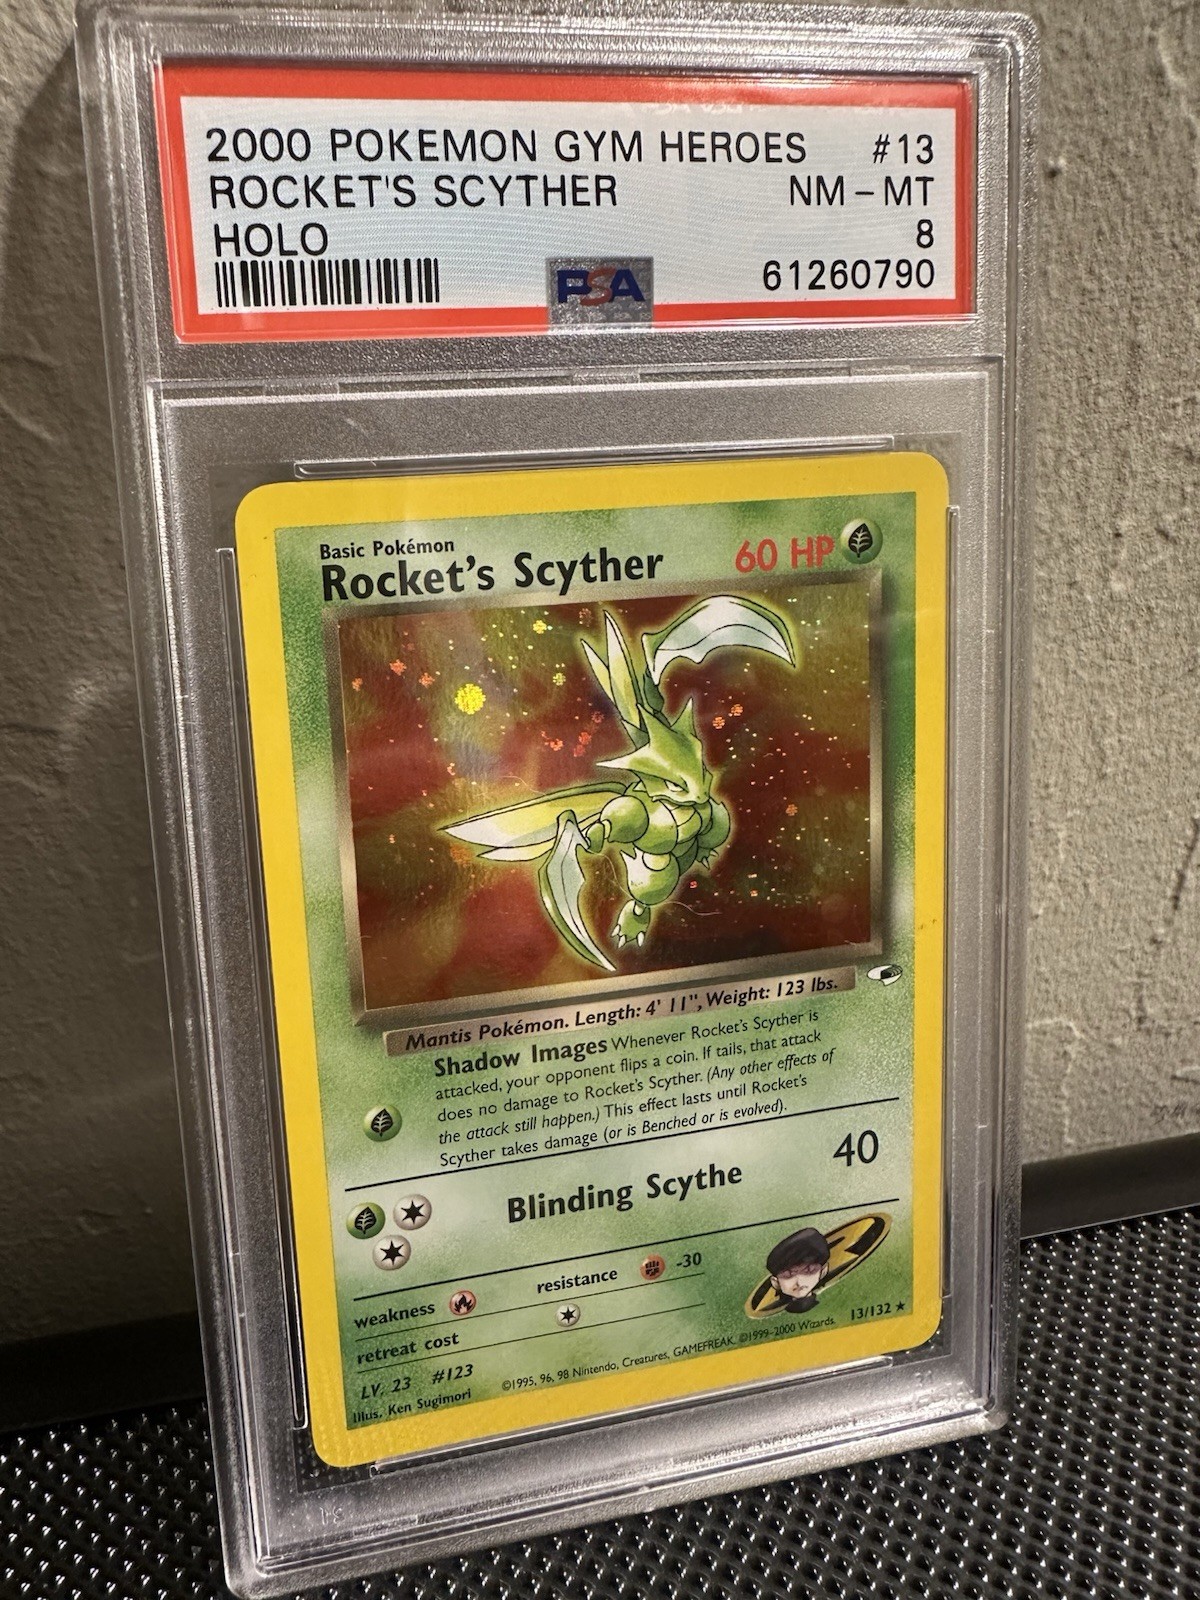 2000 POKEMON GYM HEROES #13
ROCKET'S SCYTHER NM - MT
HOLO 8
PSA 61260790
Basic Pokémon
Rocket's Scyther 60 HP
Mantis Pokémon. Length: 4' 11", Weight: 123 lbs.
Shadow Images Whenever Rocket's Scyther is
attacked, your opponent flips a coin. If tails, that attack
does no damage to Rocket's Scyther. (Any other effects of
the attack still happen.) This effect lasts until Rocket's
Scyther takes damage (or is Benched or is evolved).
Blinding Scythe 40
weakness resistance -30
retreat cost
LV. 23 #123
13/132 ★
Illus. Ken Sugimori ©1995, 96, 98 Nintendo, Creatures, GAMEFREAK. ©1999-2000 Wizards.